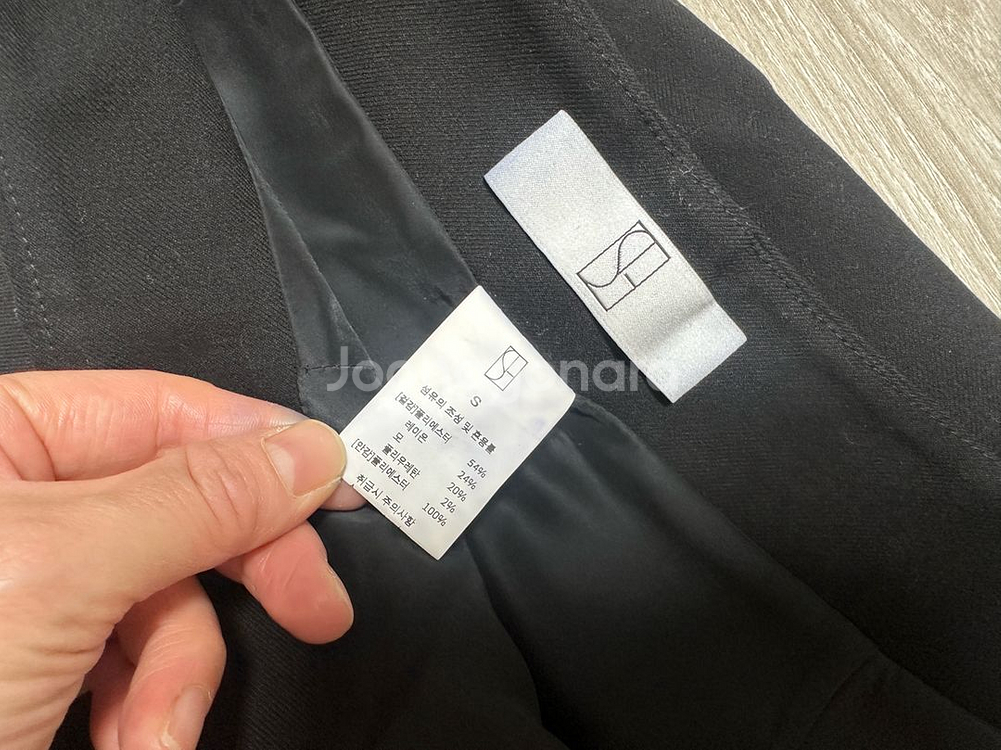 S
섬유의 조성 및 혼용률
[겉감]폴리에스터 54%
레이온 24%
모 20%
폴리우레탄 2%
[안감]폴리에스터 100%
취급시 주의사항